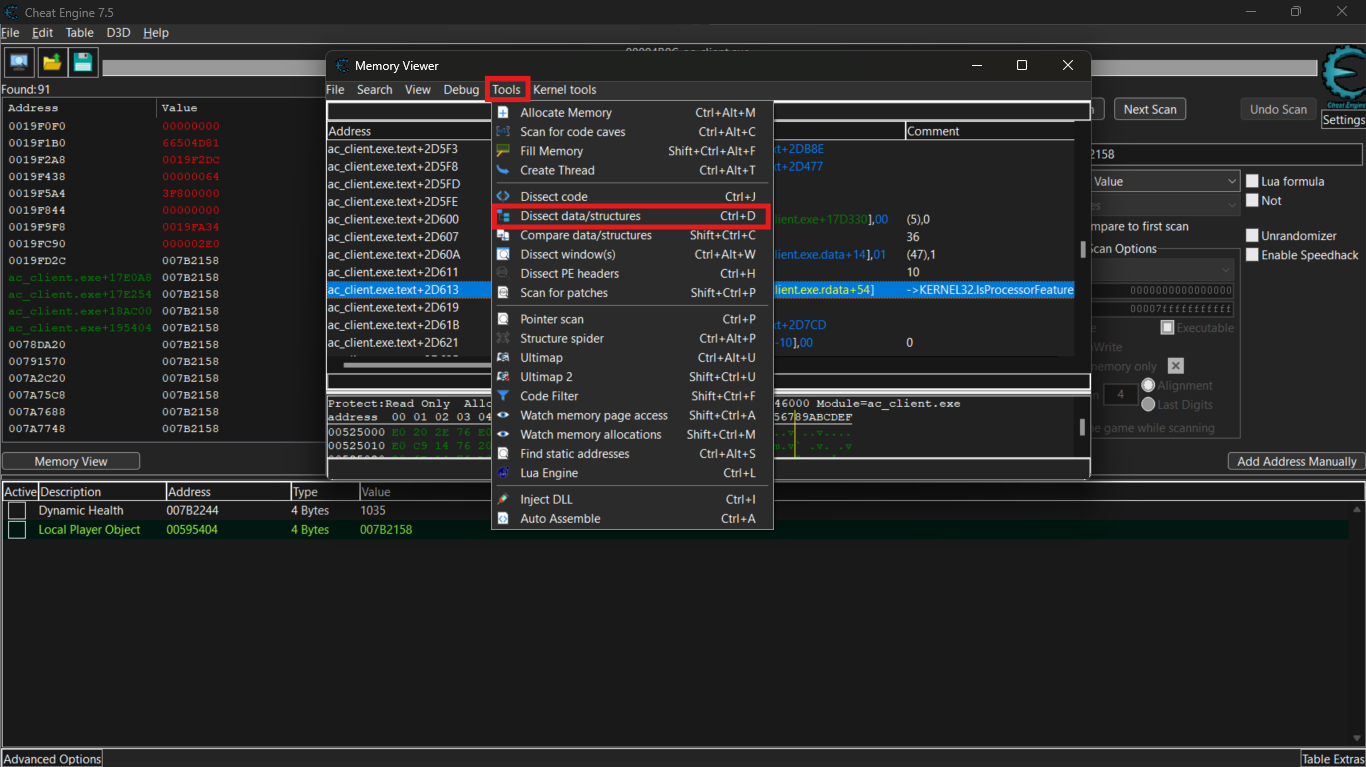 Cheat Engine 7.5
File Edit Table D3D Help
Found:91
Address Value
0019F0F0 00000000
0019F1B0 66504D81
0019F2A8 0019F2DC
0019F438 00000064
0019F5A4 3F800000
0019F844 00000000
0019F9F8 0019FA34
0019FC90 000002E0
0019FD2C 007B2158
ac_client.exe+17E0A8 007B2158
ac_client.exe+17E254 007B2158
ac_client.exe+18AC00 007B2158
ac_client.exe+195404 007B2158
0078DA20 007B2158
00791570 007B2158
007A2C20 007B2158
007A75C8 007B2158
007A7688 007B2158
007A7748 007B2158
Memory View
Memory Viewer
File Search View Debug Tools Kernel tools
Address Comment
ac_client.exe.text+2D5F3 xt+2DB8E
ac_client.exe.text+2D5F8 xt+2D477
ac_client.exe.text+2D5FD
ac_client.exe.text+2D5FE
ac_client.exe.text+2D600 lient.exe+17D330],00 (5),0
ac_client.exe.text+2D607 36
ac_client.exe.text+2D60A lient.exe.data+14],01 (47),1
ac_client.exe.text+2D611 10
ac_client.exe.text+2D613 lient.exe.rdata+54] ->KERNEL32.IsProcessorFeature
ac_client.exe.text+2D619
ac_client.exe.text+2D61B xt+2D7CD
ac_client.exe.text+2D621 -10],00 0
Protect:Read Only Allo 46000 Module=ac_client.exe
address 00 01 02 03 04 56789ABCDEF
00525000 E0 20 2E 76 E0
00525010 E0 C9 14 76 20
Allocate Memory Ctrl+Alt+M
Scan for code caves Ctrl+Alt+C
Fill Memory Shift+Ctrl+Alt+F
Create Thread Ctrl+Alt+T
Dissect code Ctrl+J
Dissect data/structures Ctrl+D
Compare data/structures Shift+Ctrl+C
Dissect window(s) Ctrl+Alt+W
Dissect PE headers Ctrl+H
Scan for patches Shift+Ctrl+P
Pointer scan Ctrl+P
Structure spider Ctrl+Alt+P
Ultimap Ctrl+Alt+U
Ultimap 2 Shift+Ctrl+U
Code Filter Shift+Ctrl+F
Watch memory page access Shift+Ctrl+A
Watch memory allocations Shift+Ctrl+M
Find static addresses Ctrl+Alt+S
Lua Engine Ctrl+L
Inject DLL Ctrl+I
Auto Assemble Ctrl+A
Cheat Engine
Settings
Next Scan Undo Scan
2158
Value
Lua formula
Not
mpare to first scan
Unrandomizer
Enable Speedhack
can Options
0000000000000000
00007fffffffffff
Executable
Write
memory only
4 Alignment
Last Digits
he game while scanning
Add Address Manually
Active Description Address Type Value
Dynamic Health 007B2244 4 Bytes 1035
Local Player Object 00595404 4 Bytes 007B2158
Advanced Options Table Extras